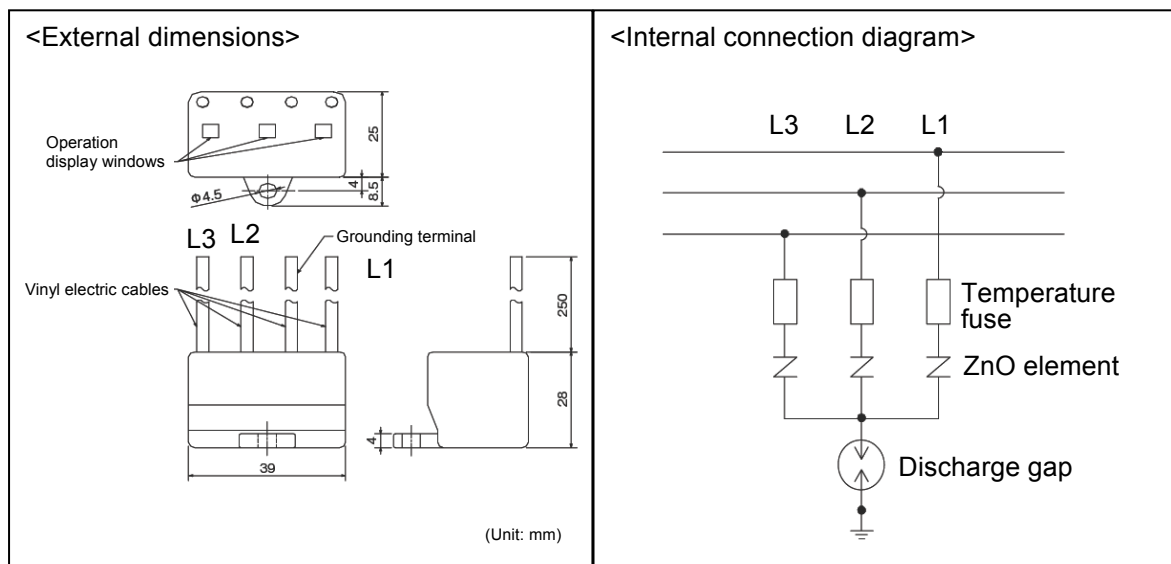 <External dimensions>
Operation
display windows
Φ4.5
25
4
8.5
L3 L2
Grounding terminal
L1
Vinyl electric cables
250
28
4
39
(Unit: mm)
<Internal connection diagram>
L3 L2 L1
Temperature
fuse
ZnO element
Discharge gap